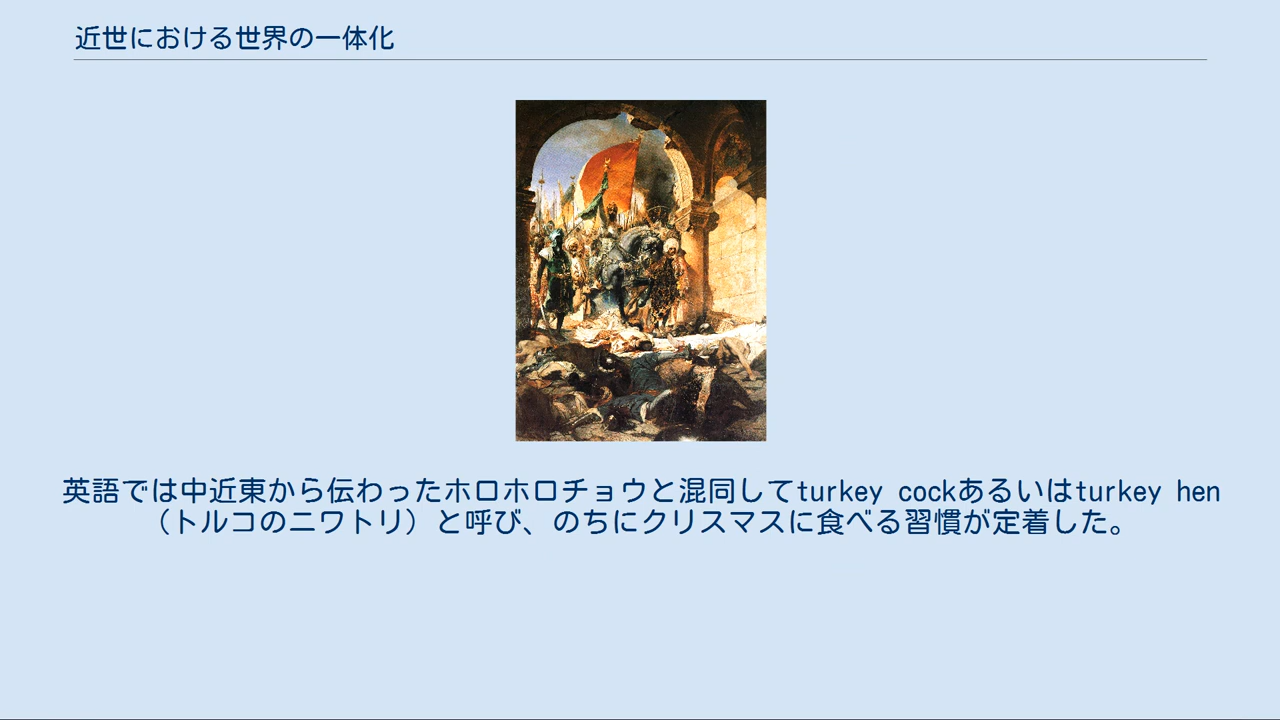 近世における世界の一体化
英語では中近東から伝わったホロホロチョウと混同してturkey cockあるいはturkey hen
（トルコのニワトリ）と呼び、のちにクリスマスに食べる習慣が定着した。